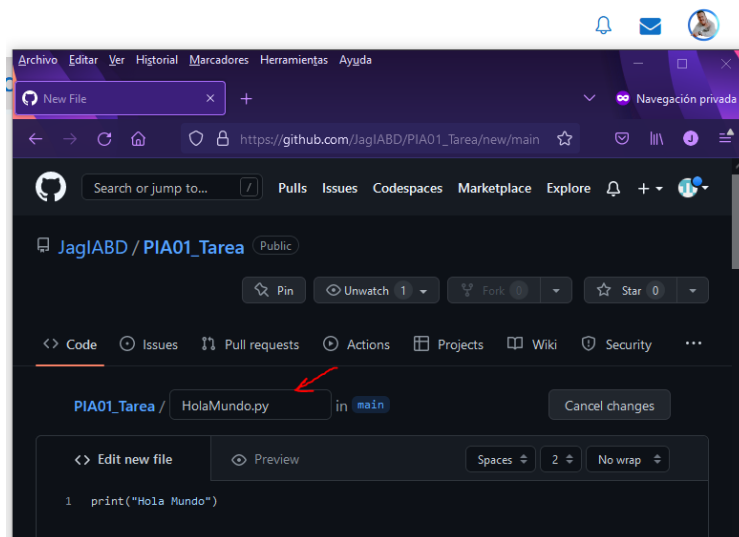 Archivo Editar Ver Historial Marcadores Herramientas Ayuda
New File
Navegación privada
https://github.com/JagIABD/PIA01_Tarea/new/main
Search or jump to... / Pulls Issues Codespaces Marketplace Explore
JagIABD / PIA01_Tarea Public
Pin Unwatch 1 Fork 0 Star 0
Code Issues Pull requests Actions Projects Wiki Security
PIA01_Tarea / HolaMundo.py in main Cancel changes
Edit new file Preview Spaces 2 No wrap
1 print("Hola Mundo")